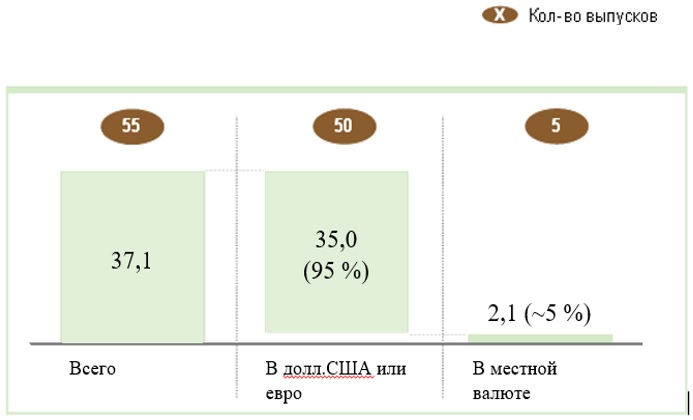 X Кол-во выпусков
55
50
5
37,1
35,0
(95 %)
2,1 (~5 %)
Всего
В долл.США или
евро
В местной
валюте